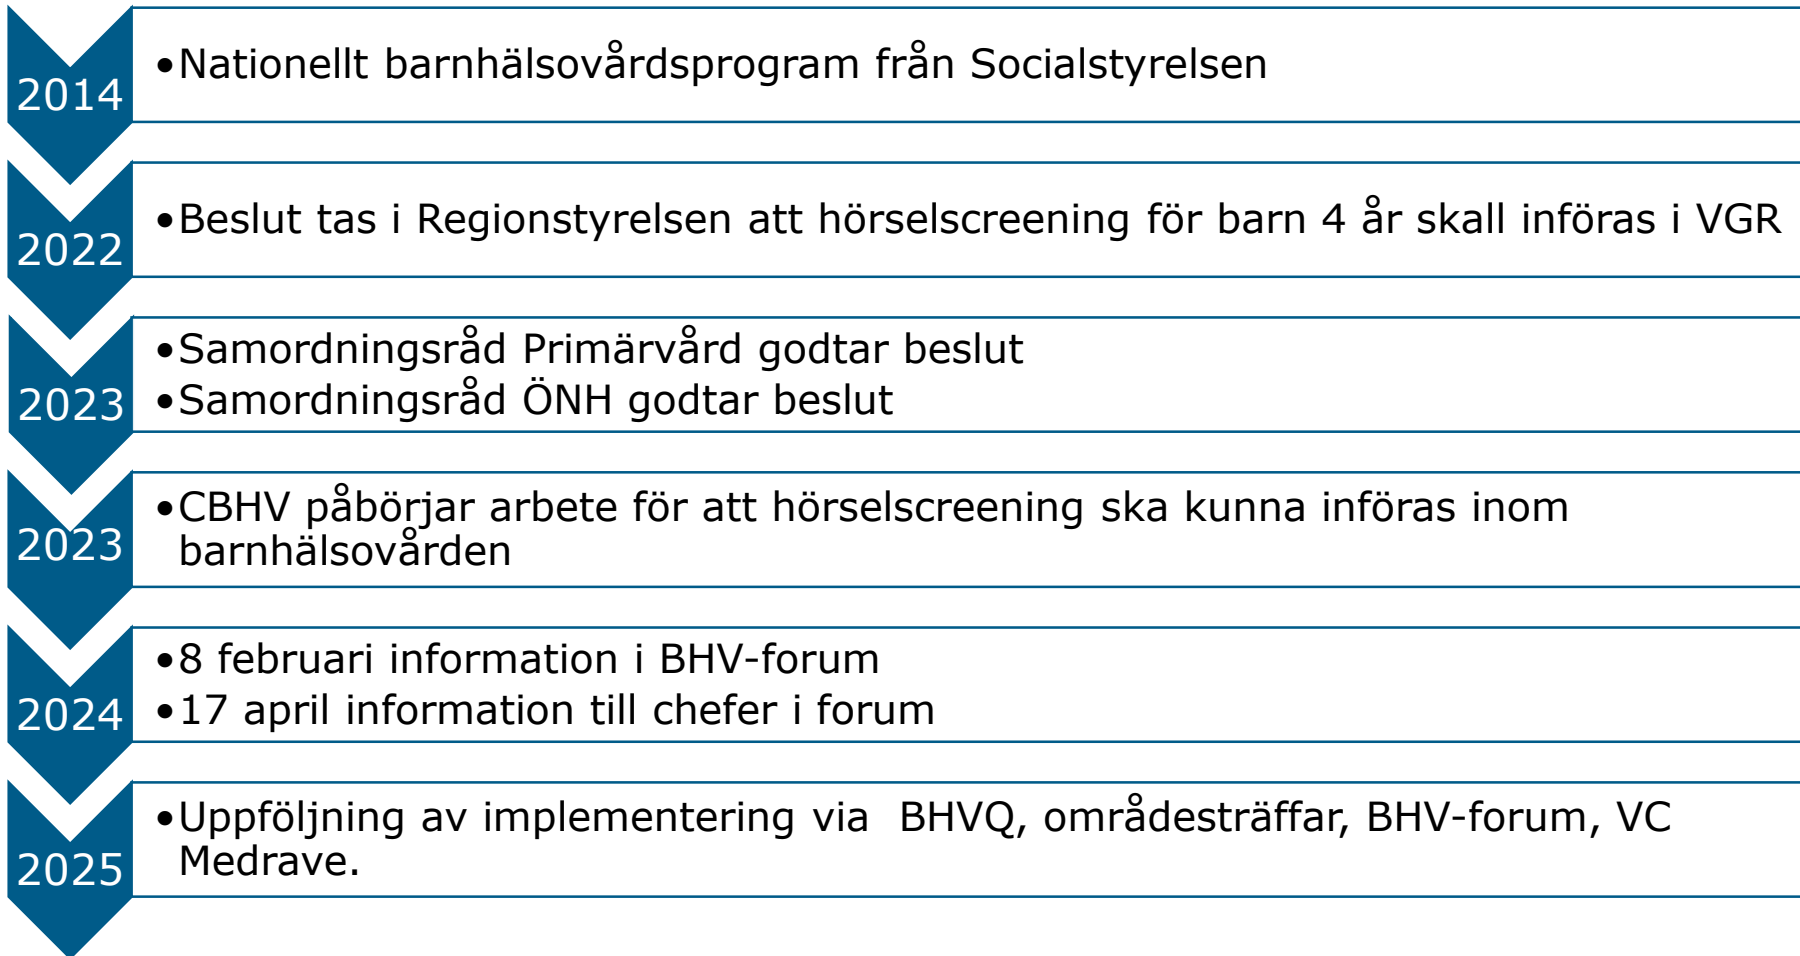 2014
•Nationellt barnhälsovårdsprogram från Socialstyrelsen
2022
•Beslut tas i Regionstyrelsen att hörselscreening för barn 4 år skall införas i VGR
2023
•Samordningsråd Primärvård godtar beslut
•Samordningsråd ÖNH godtar beslut
2023
•CBHV påbörjar arbete för att hörselscreening ska kunna införas inom
barnhälsovården
2024
•8 februari information i BHV-forum
•17 april information till chefer i forum
2025
•Uppföljning av implementering via  BHVQ, områdesträffar, BHV-forum, VC
Medrave.